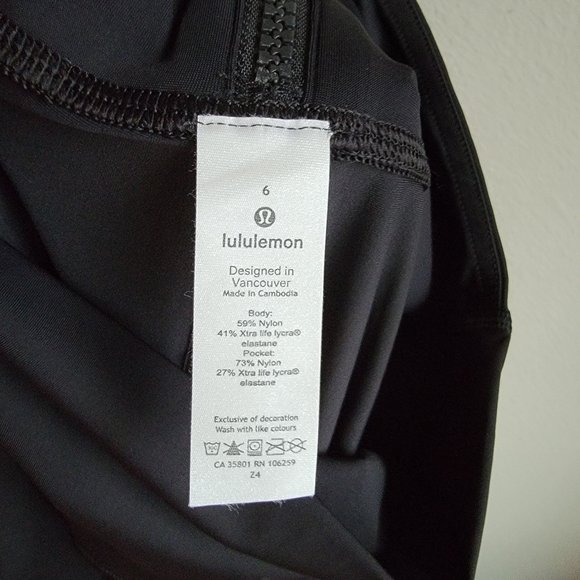 6
lululemon
Designed in
Vancouver
Made in Cambodia
Body:
59% Nylon
41% Xtra life lycra®
elastane
Pocket:
73% Nylon
27% Xtra life lycra®
elastane
Exclusive of decoration
Wash with like colours
CA 35801 RN 106259
Z4